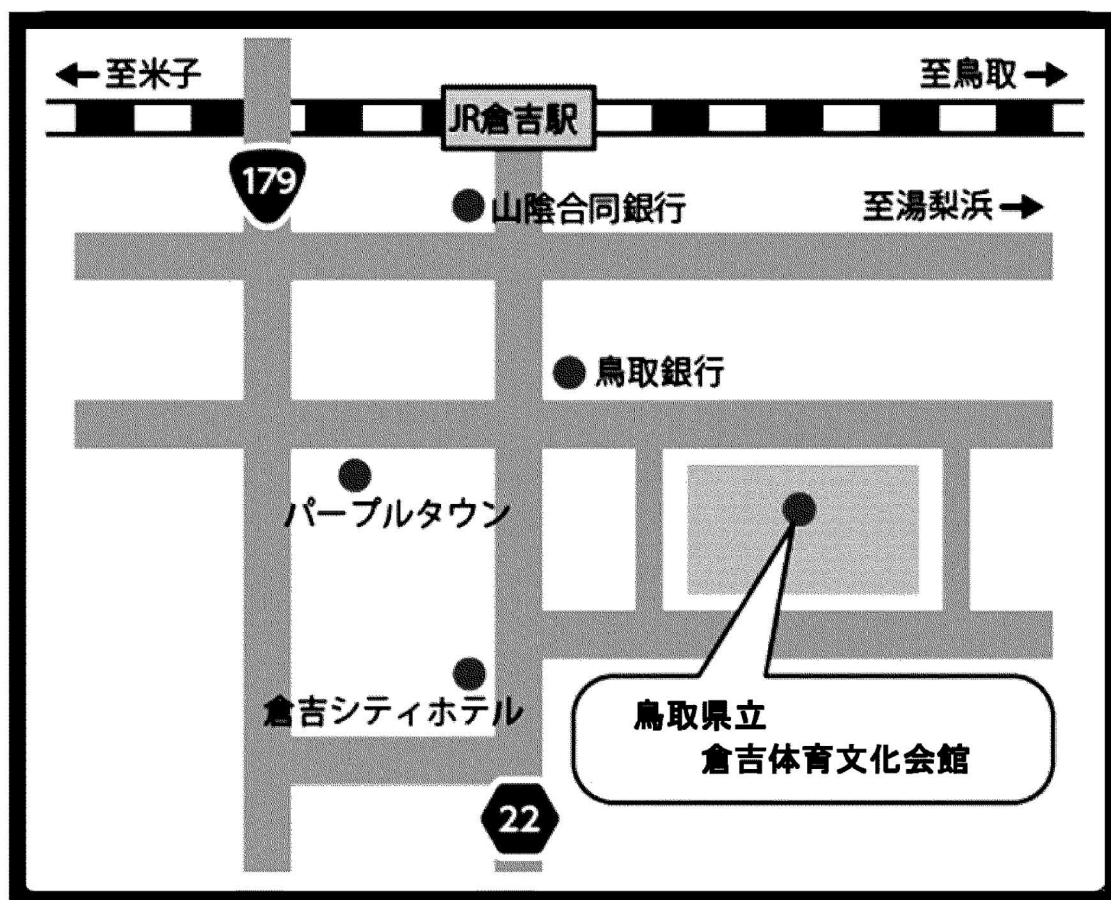 至米子
至鳥取
JR倉吉駅
179
山陰合同銀行
至湯梨浜
鳥取銀行
パープルタウン
倉吉シティホテル
鳥取県立
倉吉体育文化会館
22